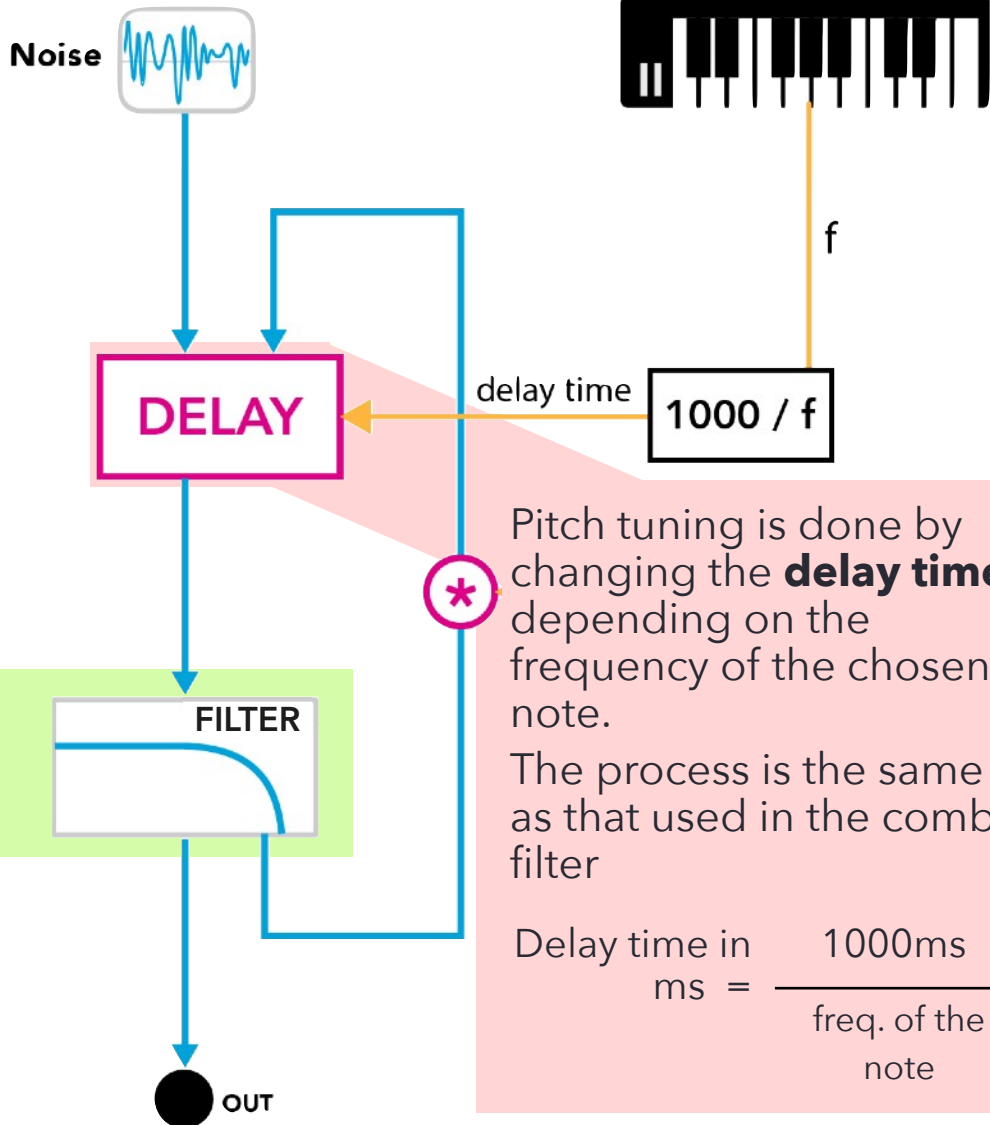 Noise
f
delay time
DELAY
1000 / f
Pitch tuning is done by
changing the delay time
depending on the
frequency of the chosen
note.
*
The process is the same
as that used in the comb
filter
FILTER
Delay time in ms = 1000ms
freq. of the
note
OUT